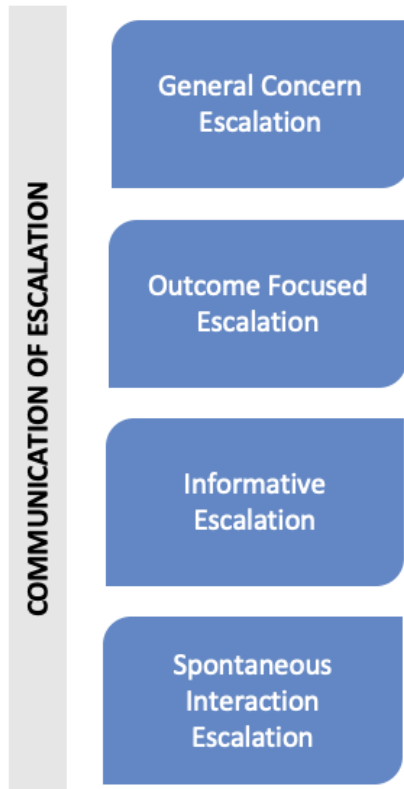 COMMUNICATION OF ESCALATION
General Concern
Escalation
Outcome Focused
Escalation
Informative
Escalation
Spontaneous
Interaction
Escalation